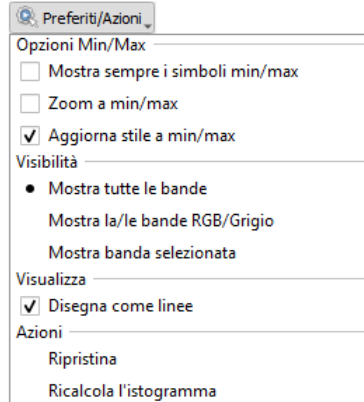 Preferiti/Azioni
Opzioni Min/Max
Mostra sempre i simboli min/max
Zoom a min/max
Aggiorna stile a min/max
Visibilità
Mostra tutte le bande
Mostra la/le bande RGB/Grigio
Mostra banda selezionata
Visualizza
Disegna come linee
Azioni
Ripristina
Ricalcola l'istogramma